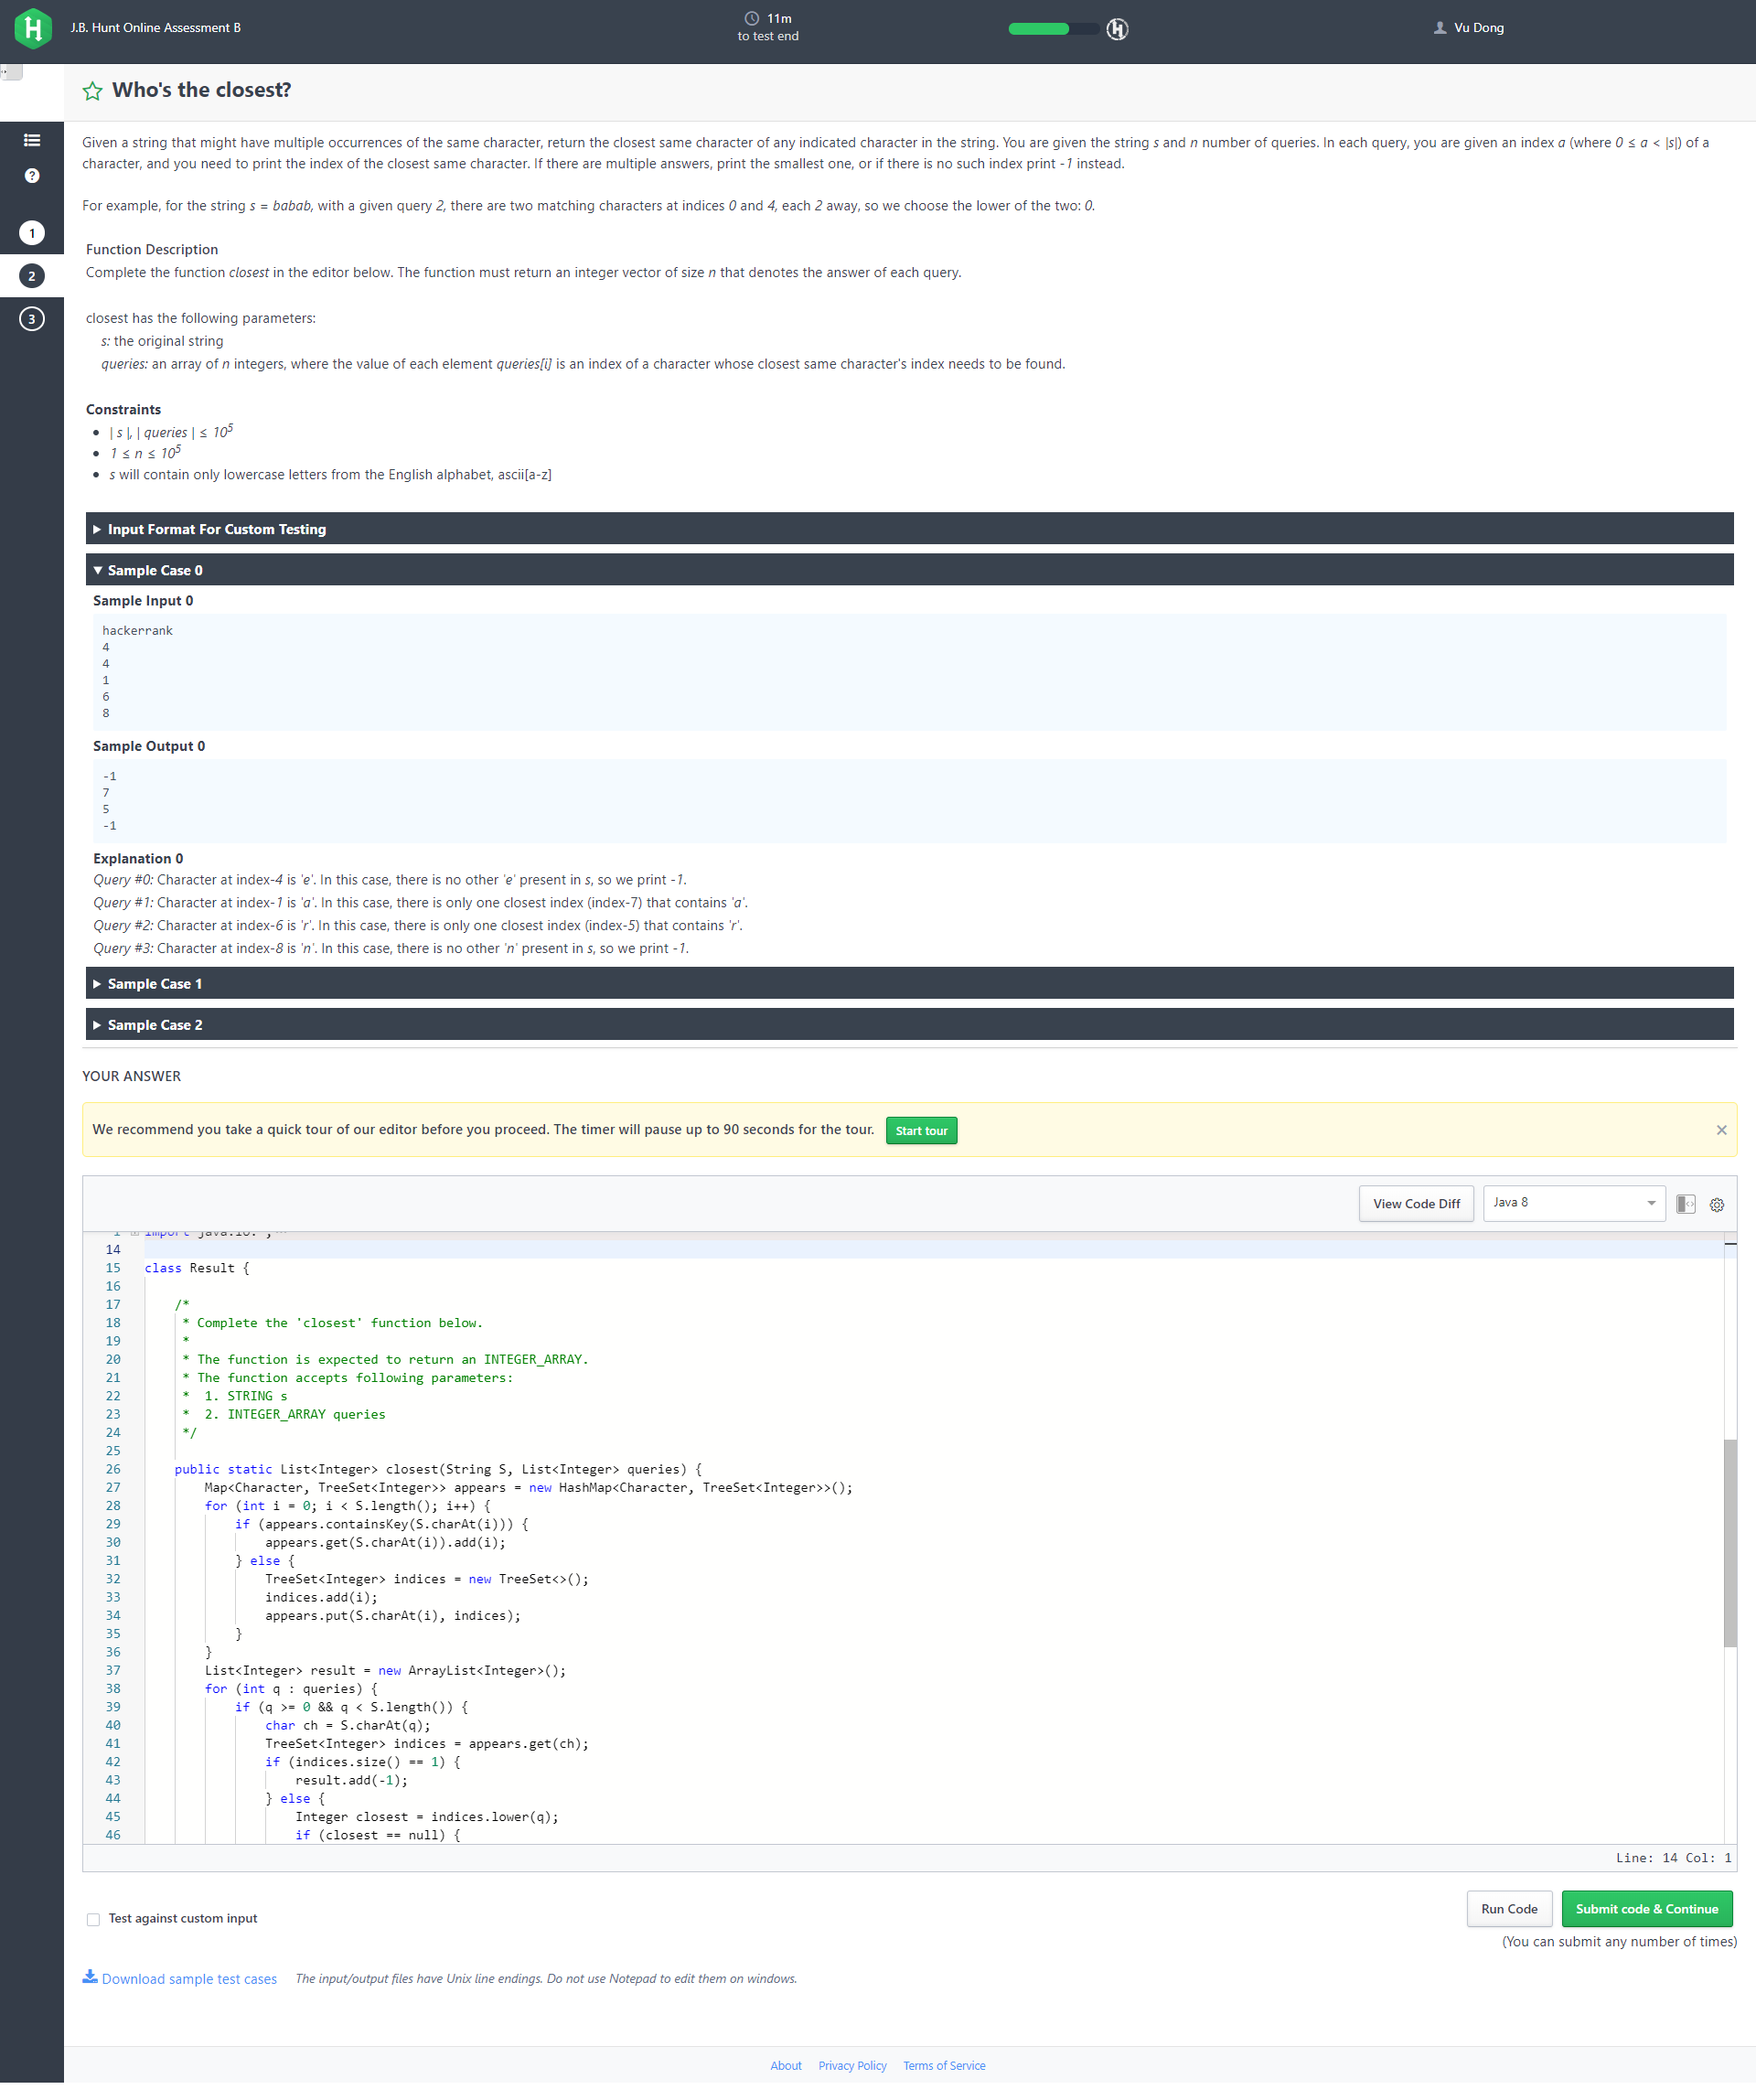 J.B. Hunt Online Assessment B
11m
to test end
Vu Dong
Who's the closest?
1
2
3
Given a string that might have multiple occurrences of the same character, return the closest same character of any indicated character in the string. You are given the string s and n number of queries. In each query, you are given an index a (where 0 ≤ a < |s|) of a
character, and you need to print the index of the closest same character. If there are multiple answers, print the smallest one, or if there is no such index print -1 instead.
For example, for the string s = babab, with a given query 2, there are two matching characters at indices 0 and 4, each 2 away, so we choose the lower of the two: 0.
Function Description
Complete the function closest in the editor below. The function must return an integer vector of size n that denotes the answer of each query.
closest has the following parameters:
s: the original string
queries: an array of n integers, where the value of each element queries[i] is an index of a character whose closest same character's index needs to be found.
Constraints
• | s |, | queries | ≤ 10^5
• 1 ≤ n ≤ 10^5
• s will contain only lowercase letters from the English alphabet, ascii[a-z]
▶ Input Format For Custom Testing
▼ Sample Case 0
Sample Input 0
hackerrank
4
4
1
6
8
Sample Output 0
-1
7
5
-1
Explanation 0
Query #0: Character at index-4 is 'e'. In this case, there is no other 'e' present in s, so we print -1.
Query #1: Character at index-1 is 'a'. In this case, there is only one closest index (index-7) that contains 'a'.
Query #2: Character at index-6 is 'r'. In this case, there is only one closest index (index-5) that contains 'r'.
Query #3: Character at index-8 is 'n'. In this case, there is no other 'n' present in s, so we print -1.
▶ Sample Case 1
▶ Sample Case 2
YOUR ANSWER
We recommend you take a quick tour of our editor before you proceed. The timer will pause up to 90 seconds for the tour. Start tour
View Code Diff Java 8
14
15 class Result {
16
17 /*
18 * Complete the 'closest' function below.
19 *
20 * The function is expected to return an INTEGER_ARRAY.
21 * The function accepts following parameters:
22 *  1. STRING s
23 *  2. INTEGER_ARRAY queries
24 */
25
26 public static List<Integer> closest(String S, List<Integer> queries) {
27 Map<Character, TreeSet<Integer>> appears = new HashMap<Character, TreeSet<Integer>>();
28 for (int i = 0; i < S.length(); i++) {
29 if (appears.containsKey(S.charAt(i))) {
30 appears.get(S.charAt(i)).add(i);
31 } else {
32 TreeSet<Integer> indices = new TreeSet<>();
33 indices.add(i);
34 appears.put(S.charAt(i), indices);
35 }
36 }
37 List<Integer> result = new ArrayList<Integer>();
38 for (int q : queries) {
39 if (q >= 0 && q < S.length()) {
40 char ch = S.charAt(q);
41 TreeSet<Integer> indices = appears.get(ch);
42 if (indices.size() == 1) {
43 result.add(-1);
44 } else {
45 Integer closest = indices.lower(q);
46 if (closest == null) {
Line: 14 Col: 1
Test against custom input
Run Code Submit code & Continue
(You can submit any number of times)
Download sample test cases The input/output files have Unix line endings. Do not use Notepad to edit them on windows.
About Privacy Policy Terms of Service